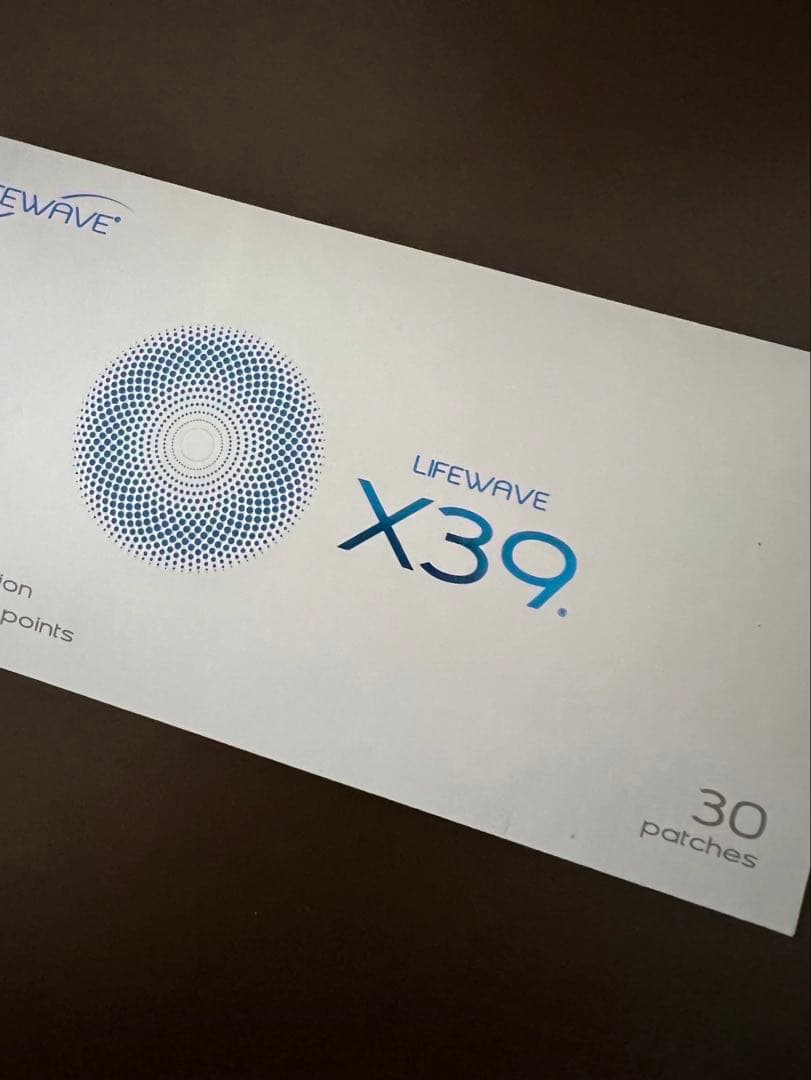 EWAVE®
LIFEWAVE
X39®
ion
points
30
patches